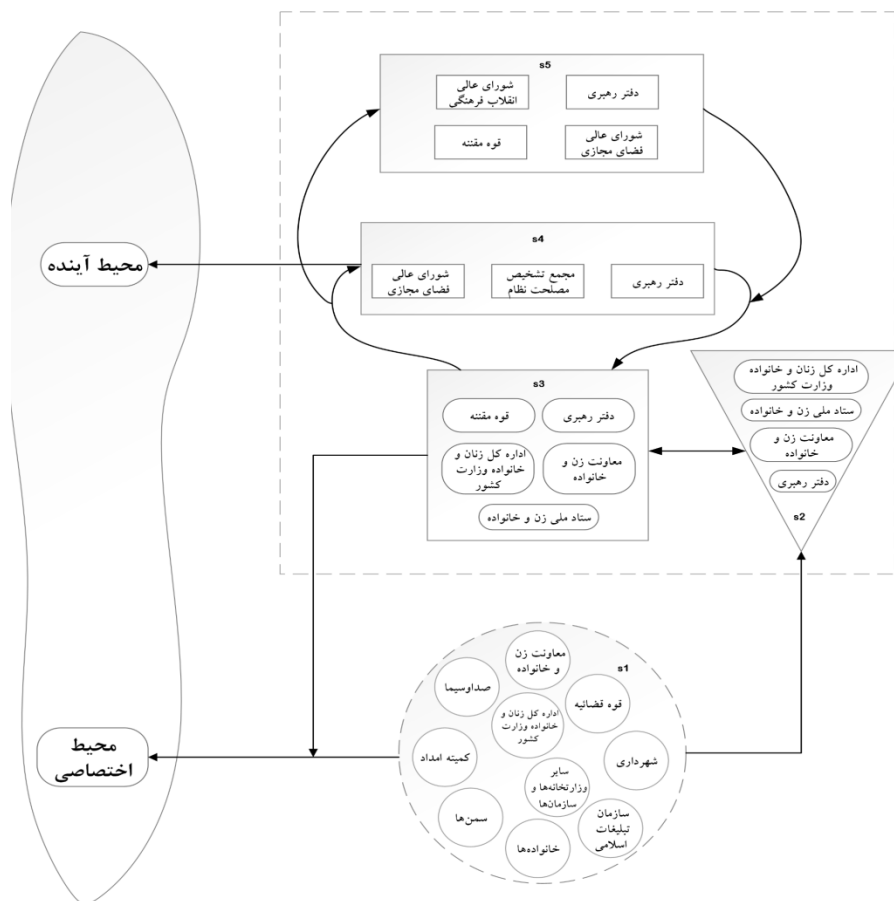 s5
دفتر رهبری
شورای عالی
انقلاب فرهنگی
شورای عالی
فضای مجازی
قوه مقننه
s4
دفتر رهبری
مجمع تشخیص
مصلحت نظام
شورای عالی
فضای مجازی
محیط آینده
s3
دفتر رهبری
قوه مقننه
معاونت زن و
خانواده
اداره کل زنان و
خانواده وزارت
کشور
ستاد ملی زن و خانواده
اداره کل زنان و خانواده
وزارت کشور
ستاد ملی زن و خانواده
معاونت زن و
خانواده
دفتر رهبری
s2
s1
معاونت زن
و خانواده
صداوسیما
قوه قضائیه
اداره کل زنان و
خانواده وزارت
کشور
شهرداری
کمیته امداد
سایر
وزارتخانه‌ها و
سازمان‌ها
سمن‌ها
سازمان
تبلیغات
اسلامی
خانواده‌ها
محیط
اختصاصی